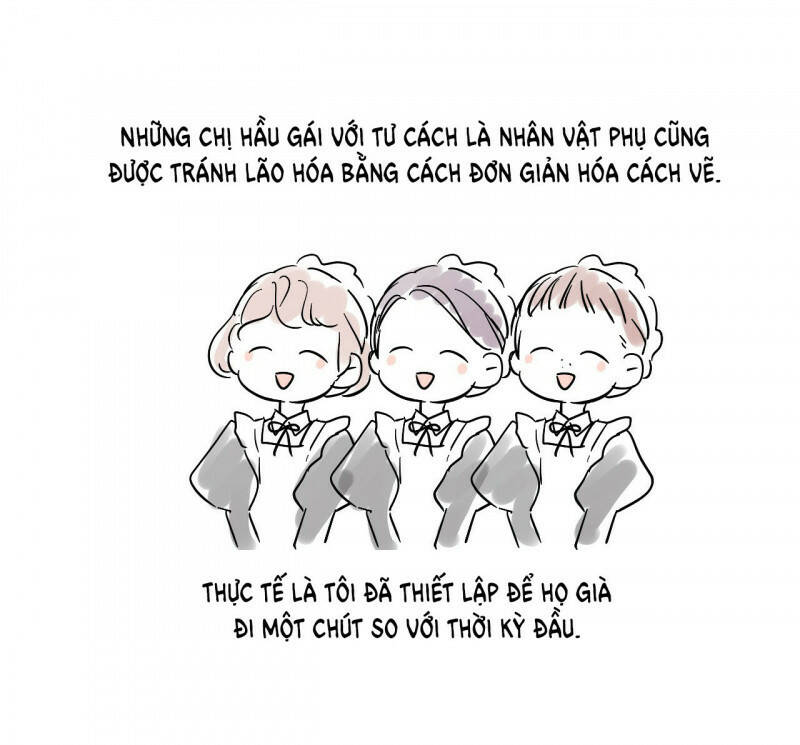 NHỮNG CHỊ HẦU GÁI VỚI TƯ CÁCH LÀ NHÂN VẬT PHỤ CŨNG
ĐƯỢC TRÁNH LÃO HÓA BẰNG CÁCH ĐƠN GIẢN HÓA CÁCH VẼ.
THỰC TẾ LÀ TÔI ĐÃ THIẾT LẬP ĐỂ HỌ GIÀ
ĐI MỘT CHÚT SO VỚI THỜI KỲ ĐẦU.